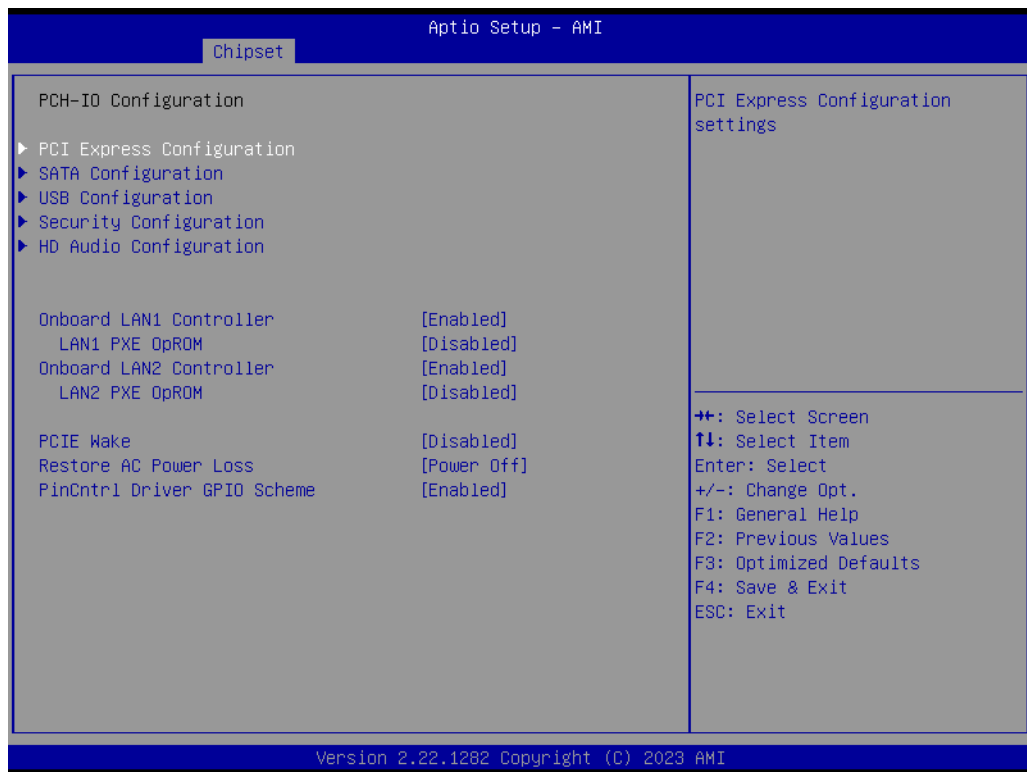 Aptio Setup – AMI
Chipset
PCH-IO Configuration
PCI Express Configuration
SATA Configuration
USB Configuration
Security Configuration
HD Audio Configuration
Onboard LAN1 Controller [Enabled]
LAN1 PXE OpROM [Disabled]
Onboard LAN2 Controller [Enabled]
LAN2 PXE OpROM [Disabled]
PCIE Wake [Disabled]
Restore AC Power Loss [Power Off]
PinCntrl Driver GPIO Scheme [Enabled]
PCI Express Configuration
settings
→←: Select Screen
↑↓: Select Item
Enter: Select
+/-: Change Opt.
F1: General Help
F2: Previous Values
F3: Optimized Defaults
F4: Save & Exit
ESC: Exit
Version 2.22.1282 Copyright (C) 2023 AMI